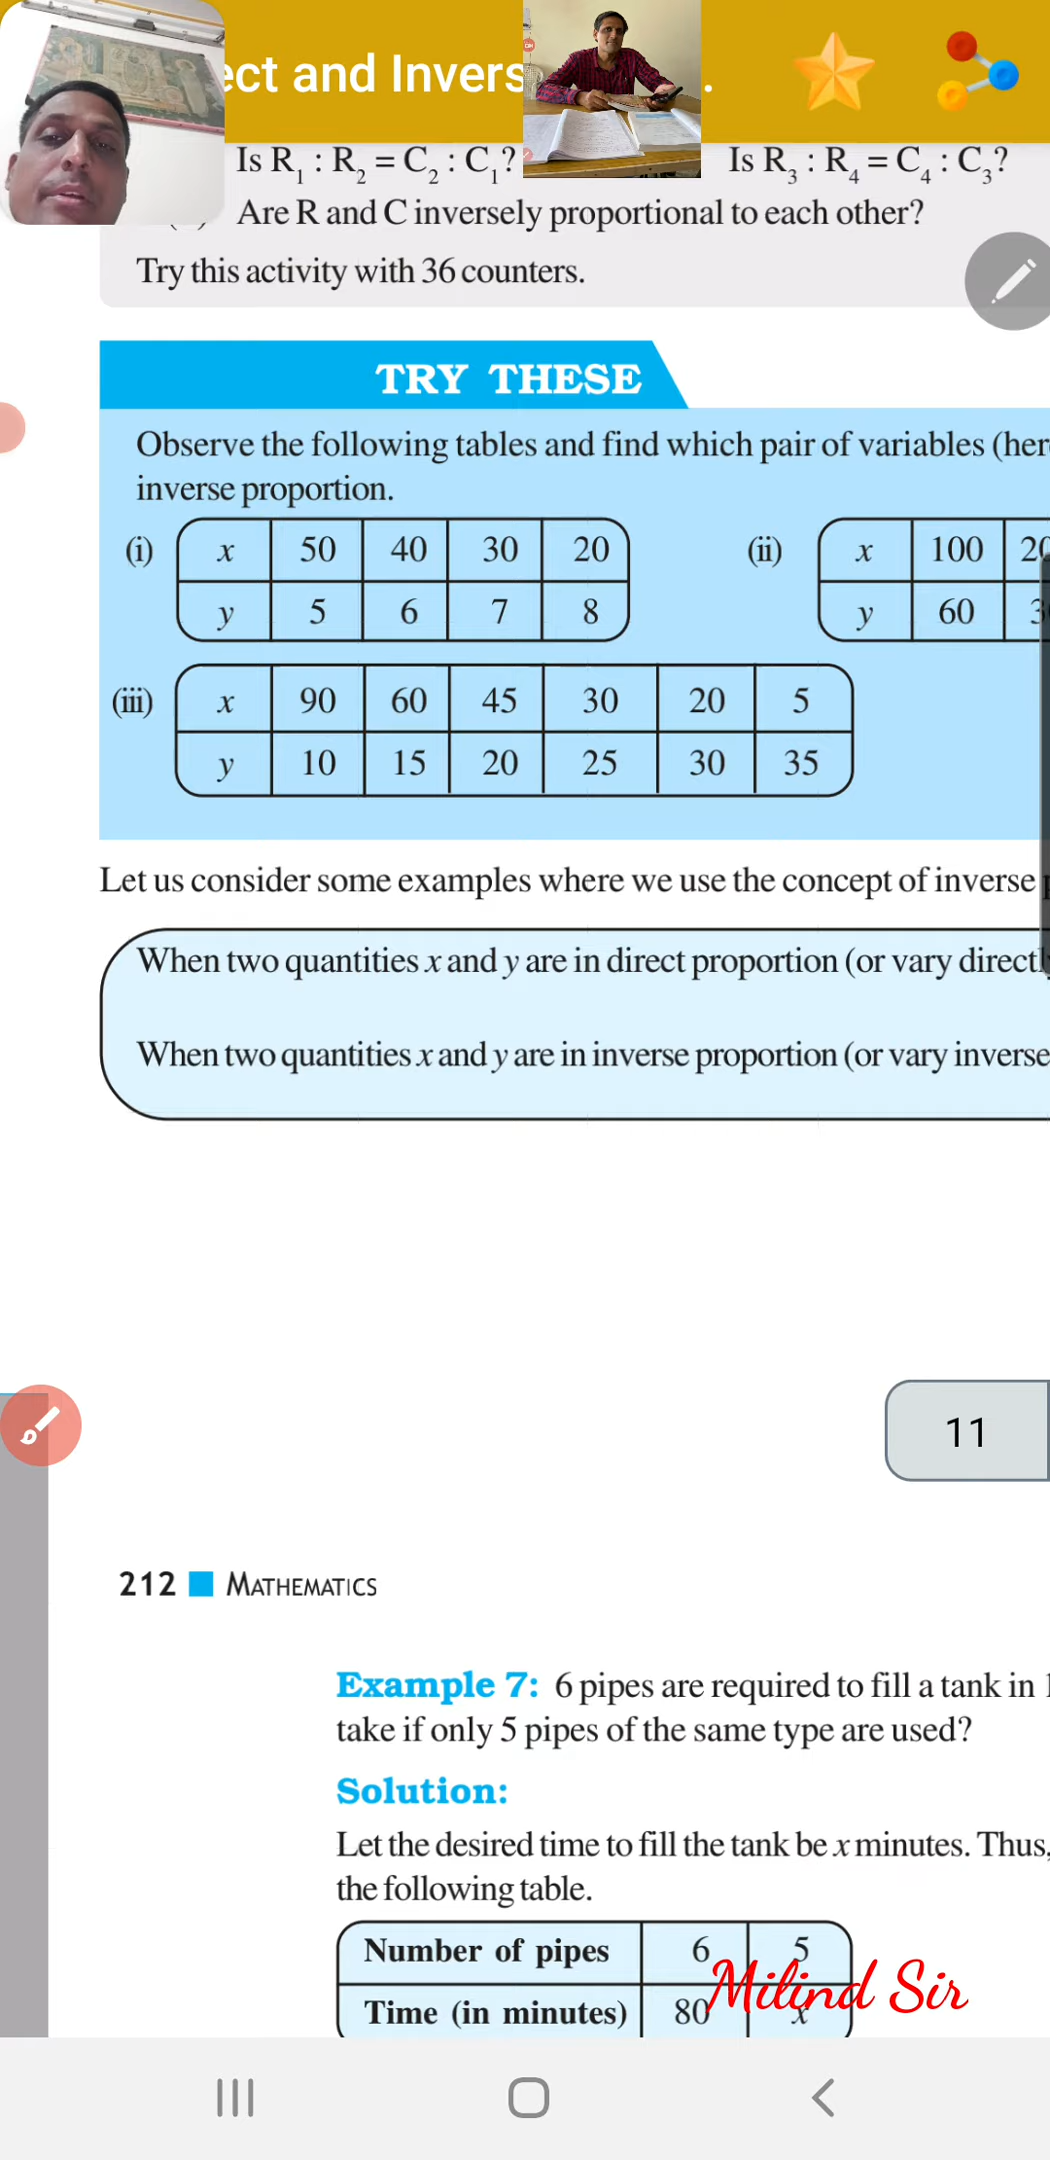 ect and Invers .
Is R1 : R2 = C2 : C1? Is R3 : R4 = C4 : C3?
Are R and C inversely proportional to each other?
Try this activity with 36 counters.
TRY THESE
Observe the following tables and find which pair of variables (her
inverse proportion.
(i) x 50 40 30 20 (ii) x 100 20
y 5 6 7 8 y 60 3
(iii) x 90 60 45 30 20 5
y 10 15 20 25 30 35
Let us consider some examples where we use the concept of inverse
When two quantities x and y are in direct proportion (or vary directl
When two quantities x and y are in inverse proportion (or vary inverse
11
212 MATHEMATICS
Example 7: 6 pipes are required to fill a tank in 1
take if only 5 pipes of the same type are used?
Solution:
Let the desired time to fill the tank be x minutes. Thus,
the following table.
Number of pipes 6 5
Milind Sir
Time (in minutes) 80 x